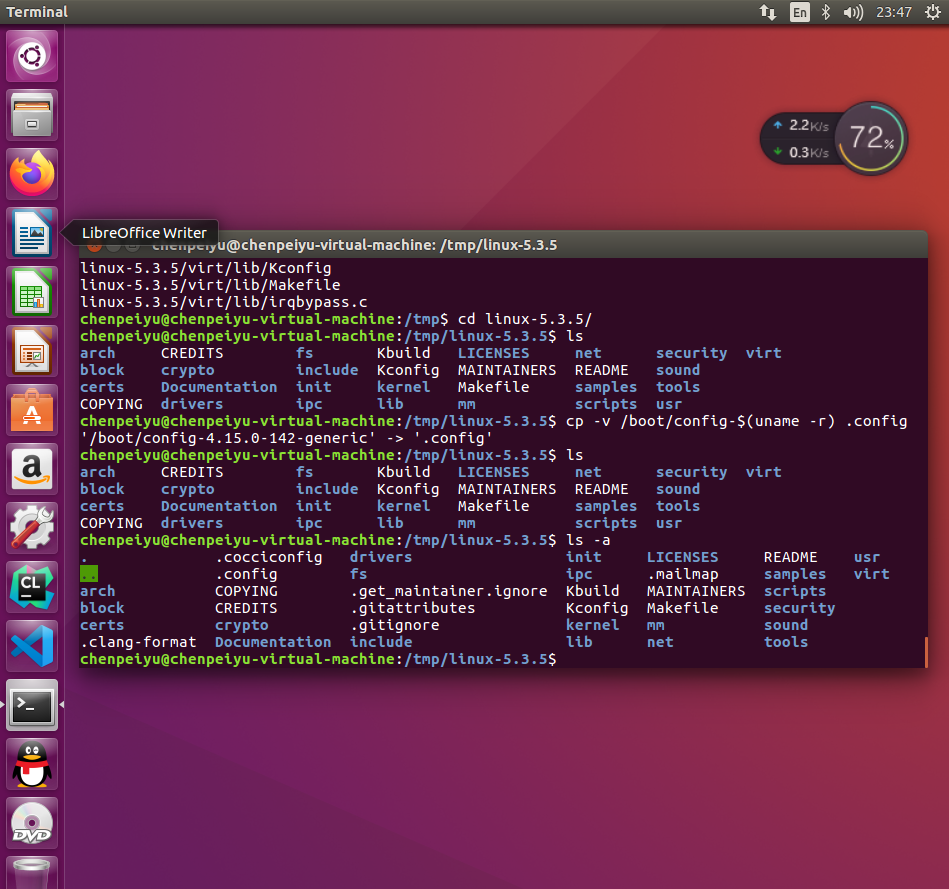 Terminal
En
23:47
2.2K/s
0.3K/s
72%
LibreOffice Writer
chenpeiyu@chenpeiyu-virtual-machine: /tmp/linux-5.3.5
linux-5.3.5/virt/lib/Kconfig
linux-5.3.5/virt/lib/Makefile
linux-5.3.5/virt/lib/irqbypass.c
chenpeiyu@chenpeiyu-virtual-machine:/tmp$ cd linux-5.3.5/
chenpeiyu@chenpeiyu-virtual-machine:/tmp/linux-5.3.5$ ls
arch CREDITS fs Kbuild LICENSES net security virt
block crypto include Kconfig MAINTAINERS README sound
certs Documentation init kernel Makefile samples tools
COPYING drivers ipc lib mm scripts usr
chenpeiyu@chenpeiyu-virtual-machine:/tmp/linux-5.3.5$ cp -v /boot/config-$(uname -r) .config
'/boot/config-4.15.0-142-generic' -> '.config'
chenpeiyu@chenpeiyu-virtual-machine:/tmp/linux-5.3.5$ ls
arch CREDITS fs Kbuild LICENSES net security virt
block crypto include Kconfig MAINTAINERS README sound
certs Documentation init kernel Makefile samples tools
COPYING drivers ipc lib mm scripts usr
chenpeiyu@chenpeiyu-virtual-machine:/tmp/linux-5.3.5$ ls -a
. .cocciconfig drivers init LICENSES README usr
.. .config fs ipc .mailmap samples virt
arch COPYING .get_maintainer.ignore Kbuild MAINTAINERS scripts
block CREDITS .gitattributes Kconfig Makefile security
certs crypto .gitignore kernel mm sound
.clang-format Documentation include lib net tools
chenpeiyu@chenpeiyu-virtual-machine:/tmp/linux-5.3.5$
A
a
CL
>_
DVD